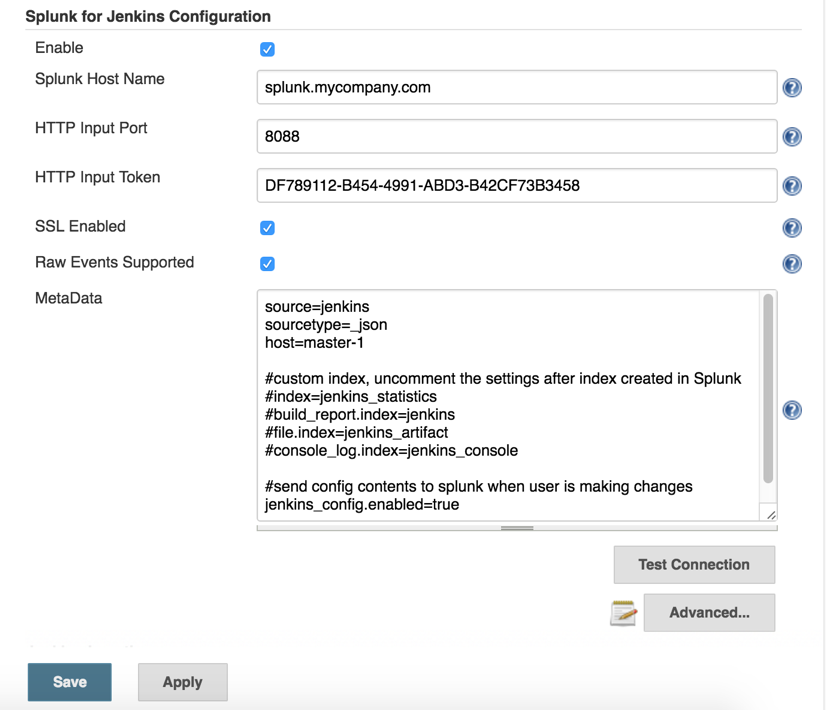 Splunk for Jenkins Configuration
Enable
Splunk Host Name
splunk.mycompany.com
HTTP Input Port
8088
HTTP Input Token
DF789112-B454-4991-ABD3-B42CF73B3458
SSL Enabled
Raw Events Supported
MetaData
source=jenkins
sourcetype=_json
host=master-1
#custom index, uncomment the settings after index created in Splunk
#index=jenkins_statistics
#build_report.index=jenkins
#file.index=jenkins_artifact
#console_log.index=jenkins_console
#send config contents to splunk when user is making changes
jenkins_config.enabled=true
Test Connection
Advanced...
Save
Apply